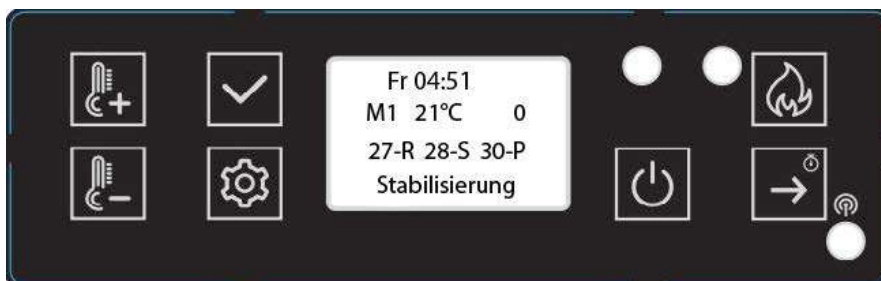 Fr 04:51
M1 21°C 0
27-R 28-S 30-P
Stabilisierung